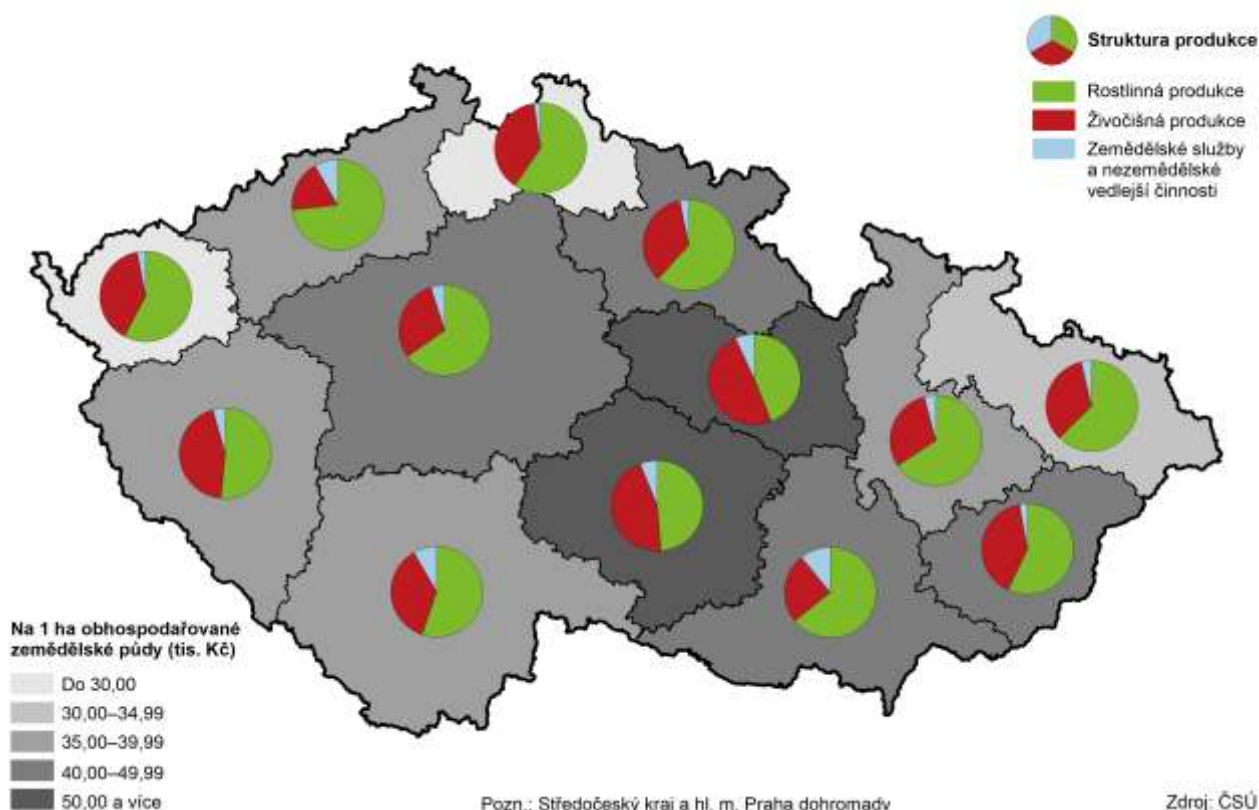 Struktura produkce
Rostlinná produkce
Živočišná produkce
Zemědělské služby
a nezemědělské
vedlejší činnosti
Na 1 ha obhospodařované
zemědělské půdy (tis. Kč)
Do 30,00
30,00–34,99
35,00–39,99
40,00–49,99
50,00 a více
Pozn.: Středočeský kraj a hl. m. Praha dohromady
Zdroj: ČSÚ